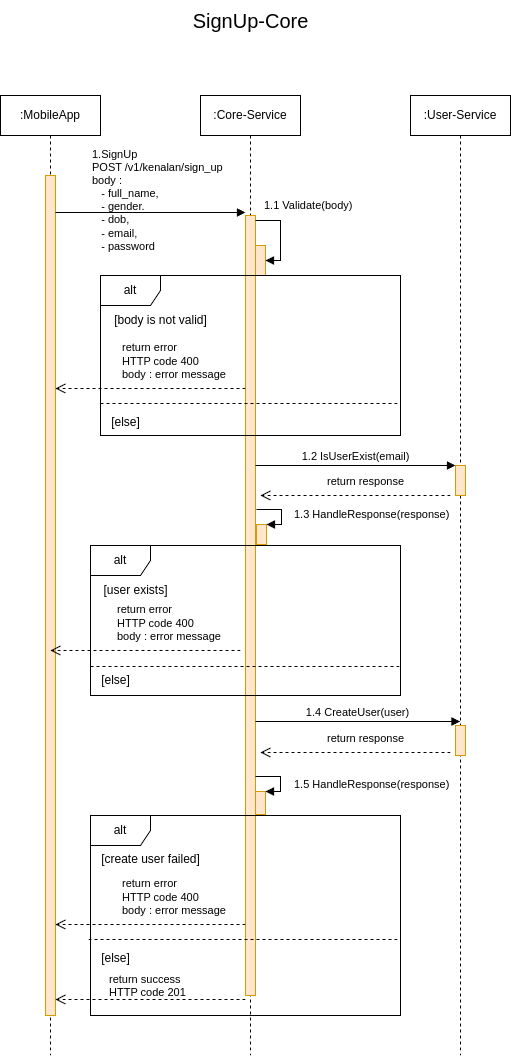 SignUp-Core
:MobileApp
:Core-Service
:User-Service
1.SignUp
POST /v1/kenalan/sign_up
body :
- full_name,
- gender.
- dob,
- email,
- password
1.1 Validate(body)
alt
[body is not valid]
return error
HTTP code 400
body : error message
[else]
1.2 IsUserExist(email)
return response
1.3 HandleResponse(response)
alt
[user exists]
return error
HTTP code 400
body : error message
[else]
1.4 CreateUser(user)
return response
1.5 HandleResponse(response)
alt
[create user failed]
return error
HTTP code 400
body : error message
[else]
return success
HTTP code 201